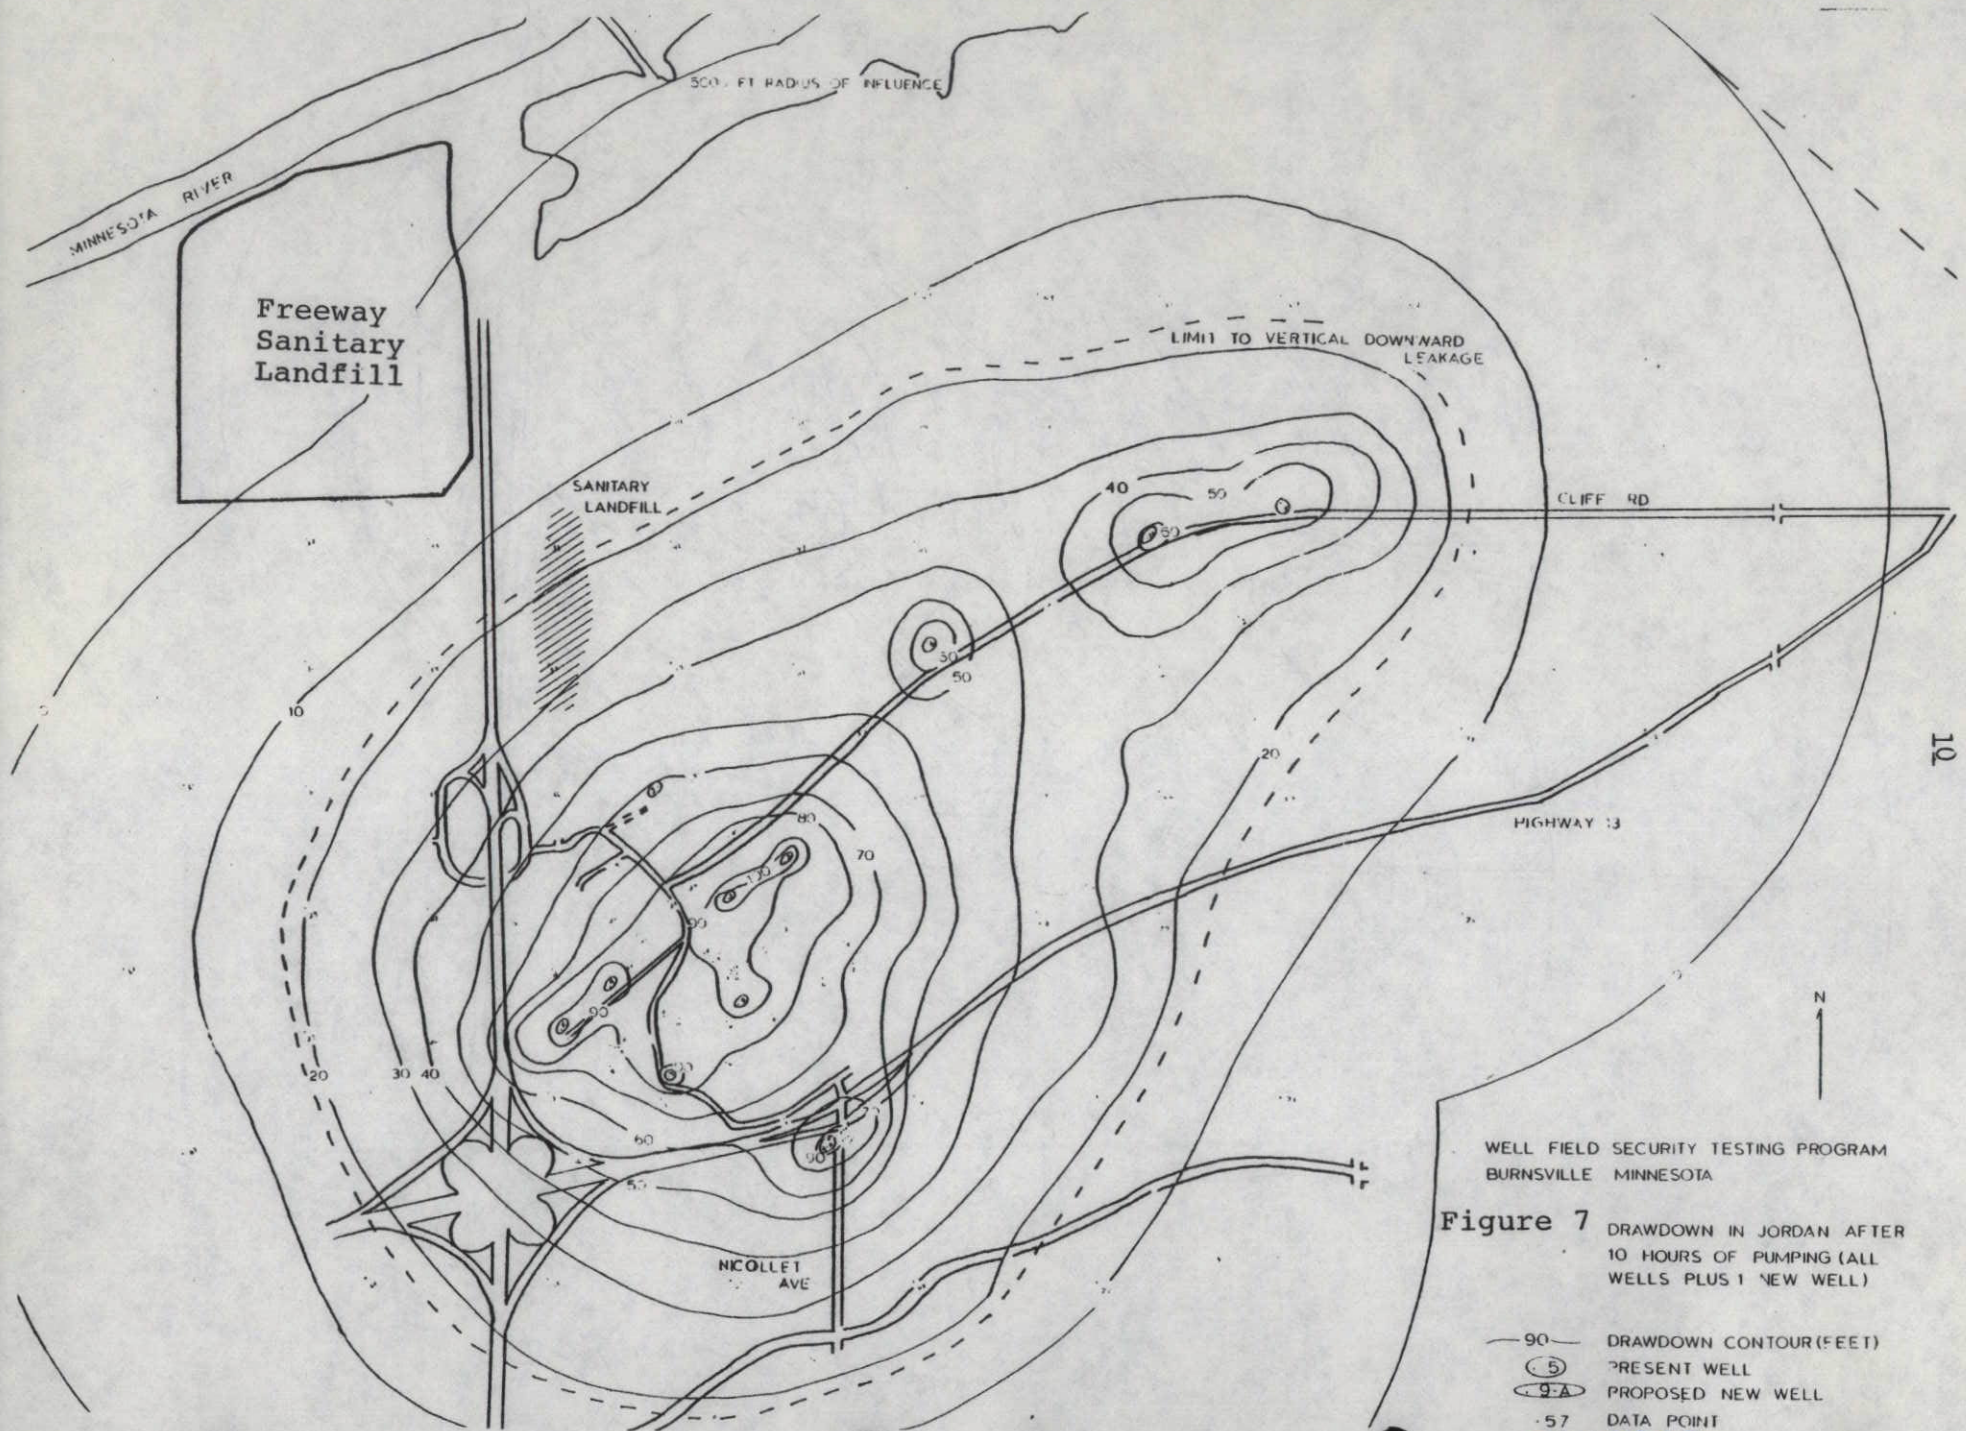 FT RADIUS OF INFLUENCE
MINNESOTA RIVER
Freeway
Sanitary
Landfill
LIMIT TO VERTICAL DOWNWARD
LEAKAGE
SANITARY
LANDFILL
40
50
60
CLIFF RD
50
10
20
HIGHWAY 13
80
70
90
90
20
30
40
60
50
90
NICOLLET
AVE
10
N
WELL FIELD SECURITY TESTING PROGRAM
BURNSVILLE MINNESOTA
Figure 7
DRAWDOWN IN JORDAN AFTER
10 HOURS OF PUMPING (ALL
WELLS PLUS 1 NEW WELL)
90 DRAWDOWN CONTOUR (FEET)
5 PRESENT WELL
9-A PROPOSED NEW WELL
.57 DATA POINT